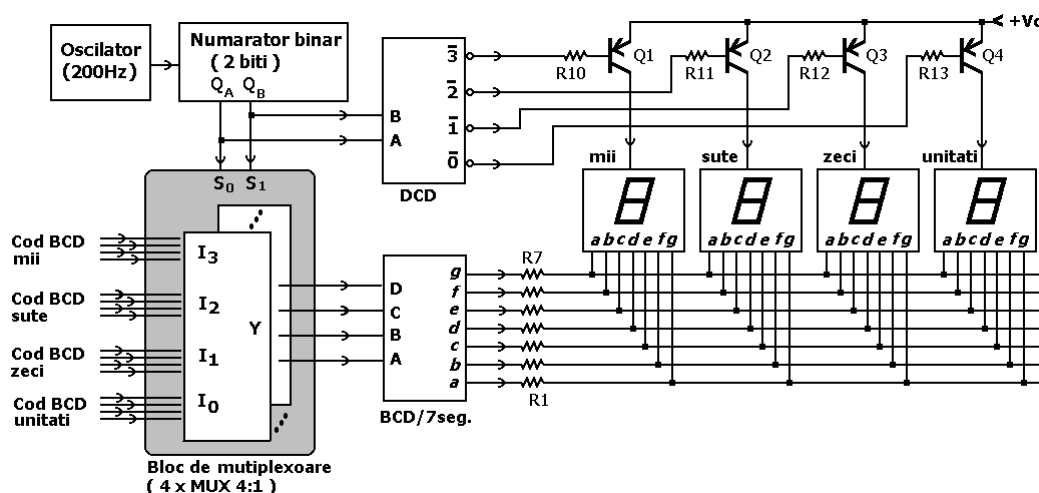 Oscilator
(200Hz)
Numarator binar
( 2 biti )
QA QB
B
A
3
2
1
0
DCD
R10
R11
R12
R13
Q1
Q2
Q3
Q4
mii
sute
zeci
unitati
abcdefg
abcdefg
abcdefg
abcdefg
S0 S1
Cod BCD
mii
Cod BCD
sute
Cod BCD
zeci
Cod BCD
unitati
I3
I2
I1
I0
Y
D
C
B
A
g
f
e
d
c
b
a
R7
R1
BCD/7seg.
Bloc de mutiplexoare
( 4 x MUX 4:1 )